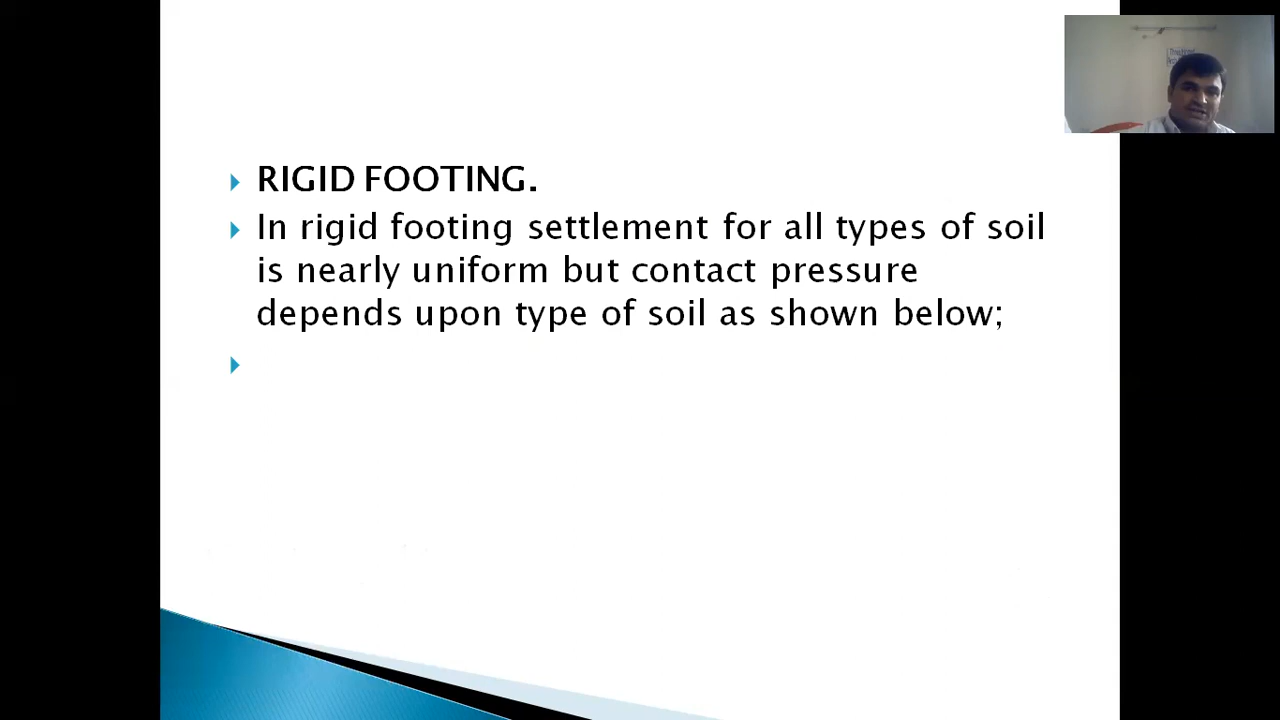 RIGID FOOTING.
In rigid footing settlement for all types of soil
is nearly uniform but contact pressure
depends upon type of soil as shown below;